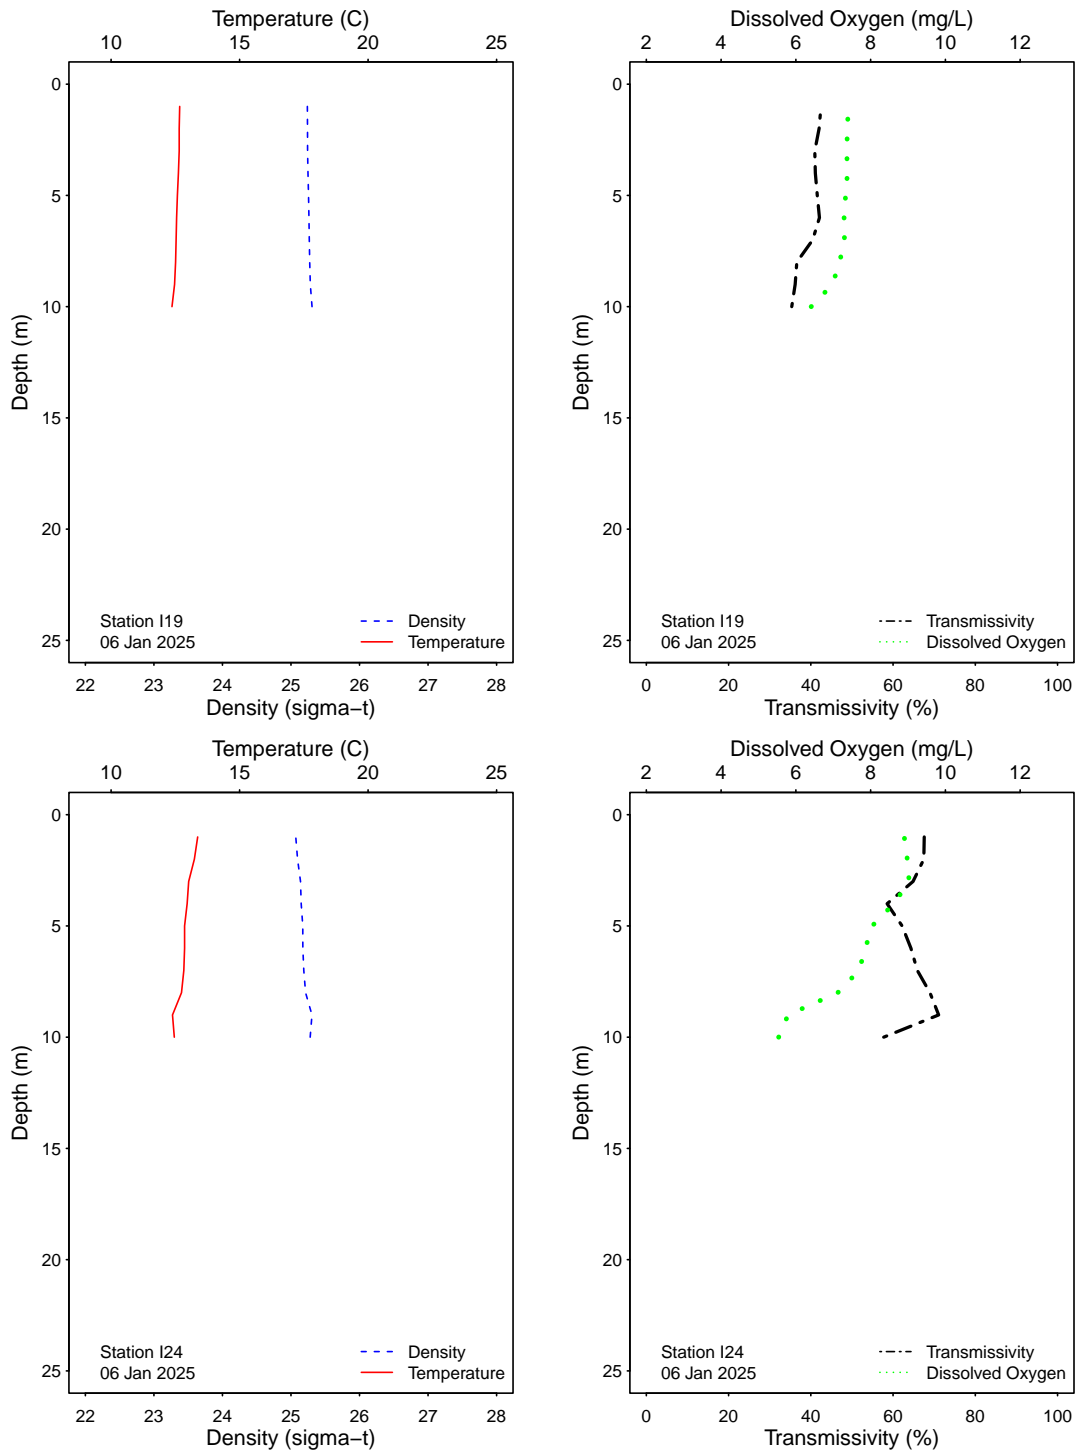 Temperature (C)
10 15 20 25
0
5
10
15
20
25
Depth (m)
Station I19
06 Jan 2025
Density
Temperature
22 23 24 25 26 27 28
Density (sigma−t)
Dissolved Oxygen (mg/L)
2 4 6 8 10 12
0
5
10
15
20
25
Depth (m)
Station I19
06 Jan 2025
Transmissivity
Dissolved Oxygen
0 20 40 60 80 100
Transmissivity (%)
Temperature (C)
10 15 20 25
0
5
10
15
20
25
Depth (m)
Station I24
06 Jan 2025
Density
Temperature
22 23 24 25 26 27 28
Density (sigma−t)
Dissolved Oxygen (mg/L)
2 4 6 8 10 12
0
5
10
15
20
25
Depth (m)
Station I24
06 Jan 2025
Transmissivity
Dissolved Oxygen
0 20 40 60 80 100
Transmissivity (%)